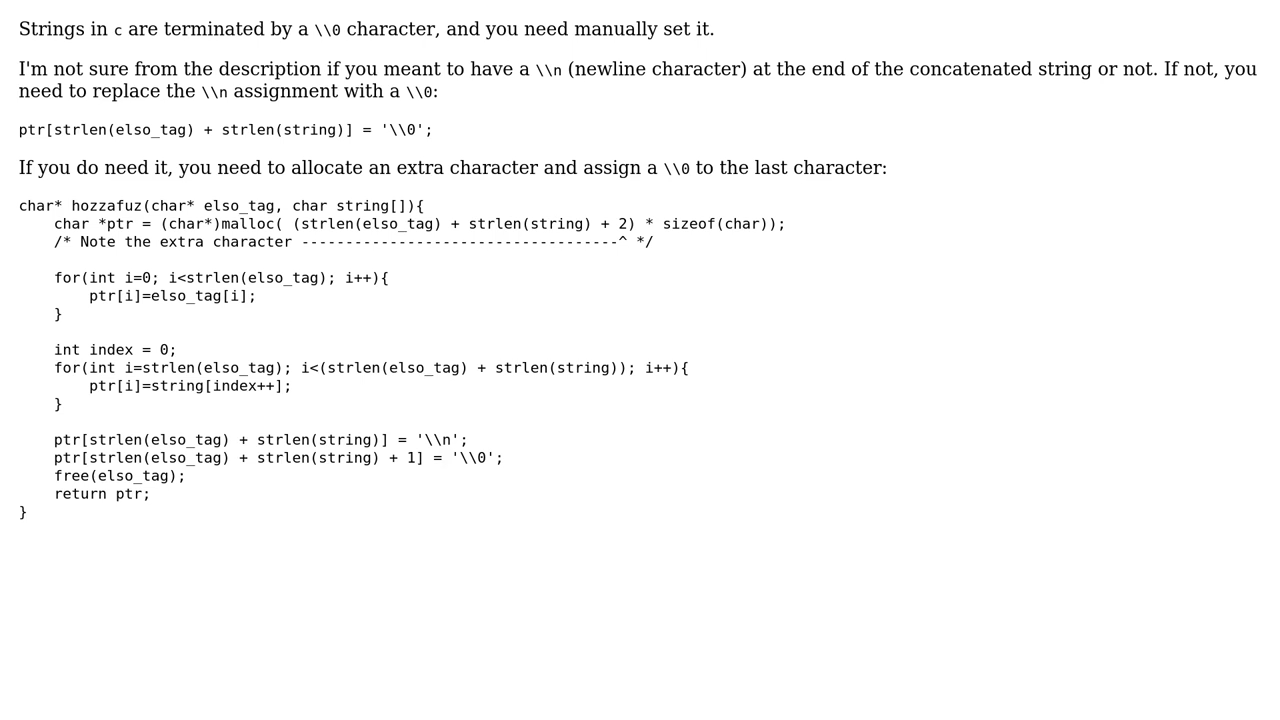 Strings in c are terminated by a \\0 character, and you need manually set it.
I'm not sure from the description if you meant to have a \\n (newline character) at the end of the concatenated string or not. If not, you
need to replace the \\n assignment with a \\0:
ptr[strlen(elso_tag) + strlen(string)] = '\\0';
If you do need it, you need to allocate an extra character and assign a \\0 to the last character:
char* hozzafuz(char* elso_tag, char string[]){
    char *ptr = (char*)malloc( (strlen(elso_tag) + strlen(string) + 2) * sizeof(char));
    /* Note the extra character ------------------------------------^ */
    for(int i=0; i<strlen(elso_tag); i++){
        ptr[i]=elso_tag[i];
    }
    int index = 0;
    for(int i=strlen(elso_tag); i<(strlen(elso_tag) + strlen(string)); i++){
        ptr[i]=string[index++];
    }
    ptr[strlen(elso_tag) + strlen(string)] = '\\n';
    ptr[strlen(elso_tag) + strlen(string) + 1] = '\\0';
    free(elso_tag);
    return ptr;
}